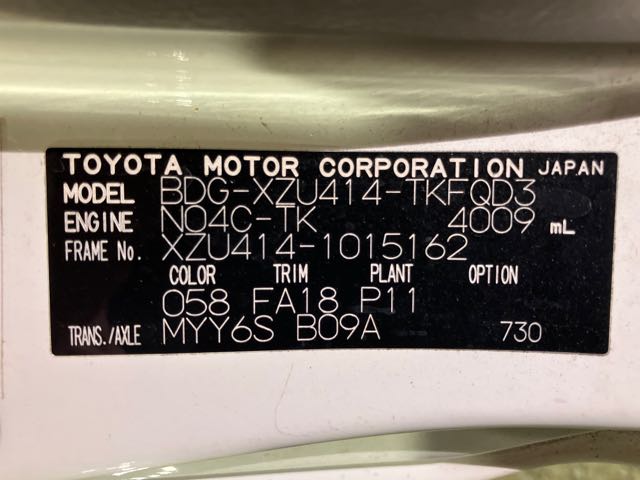 TOYOTA MOTOR CORPORATION JAPAN
MODEL BDG-XZU414-TKFQD3
ENGINE N04C-TK 4009 mL
FRAME No. XZU414-1015162
COLOR TRIM PLANT OPTION
058 FA18 P11
TRANS./AXLE MYY6S B09A 730